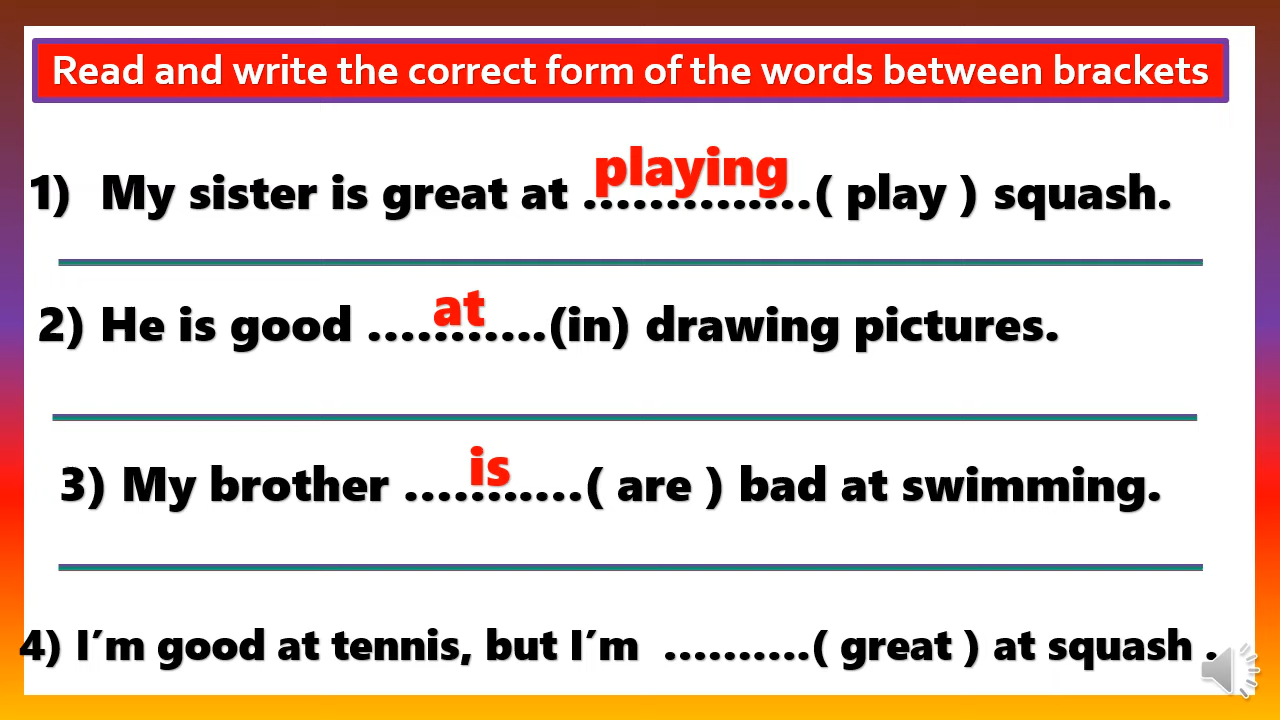 Read and write the correct form of the words between brackets
playing
1) My sister is great at ..............( play ) squash.
at
2) He is good ...........(in) drawing pictures.
is
3) My brother ...........( are ) bad at swimming.
4) I’m good at tennis, but I’m ..........( great ) at squash .